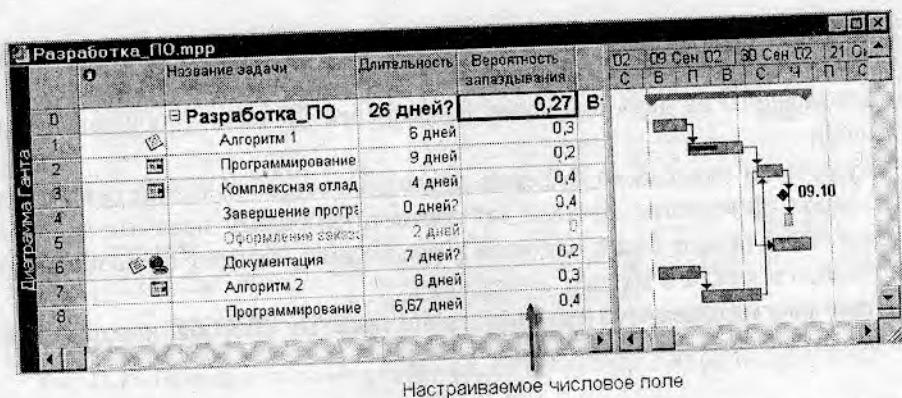 Разработка_ПО.mpp
Название задачи Длительность Вероятность запаздывания 02 09 Сен '02 30 Сен '02 21 С В П В С Ч П С
0 Разработка_ПО 26 дней? 0,27 В
1 Алгоритм 1 6 дней 0,3
2 Программирование 9 дней 0,2
3 Комплексная отлад 4 дней 0,4
4 Завершение програ 0 дней? 0,4
5 Оформление 2 дней 0
6 Документация 7 дней? 0,2
7 Алгоритм 2 8 дней 0,3
8 Программирование 6,67 дней 0,4
09.10
Диаграмма Ганта
Настраиваемое числовое поле